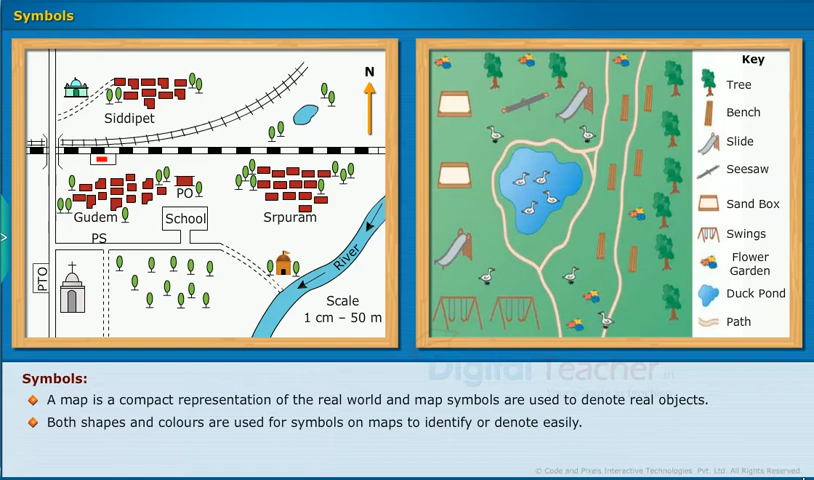 Symbols
N
Siddipet
PO
Gudem
School
Srpuram
PS
PTO
River
Scale
1 cm – 50 m
Key
Tree
Bench
Slide
Seesaw
Sand Box
Swings
Flower
Garden
Duck Pond
Path
Digital Teacher.in
Symbols:
A map is a compact representation of the real world and map symbols are used to denote real objects.
Both shapes and colours are used for symbols on maps to identify or denote easily.
© Code and Pixels Interactive Technologies Pvt. Ltd. All Rights Reserved.